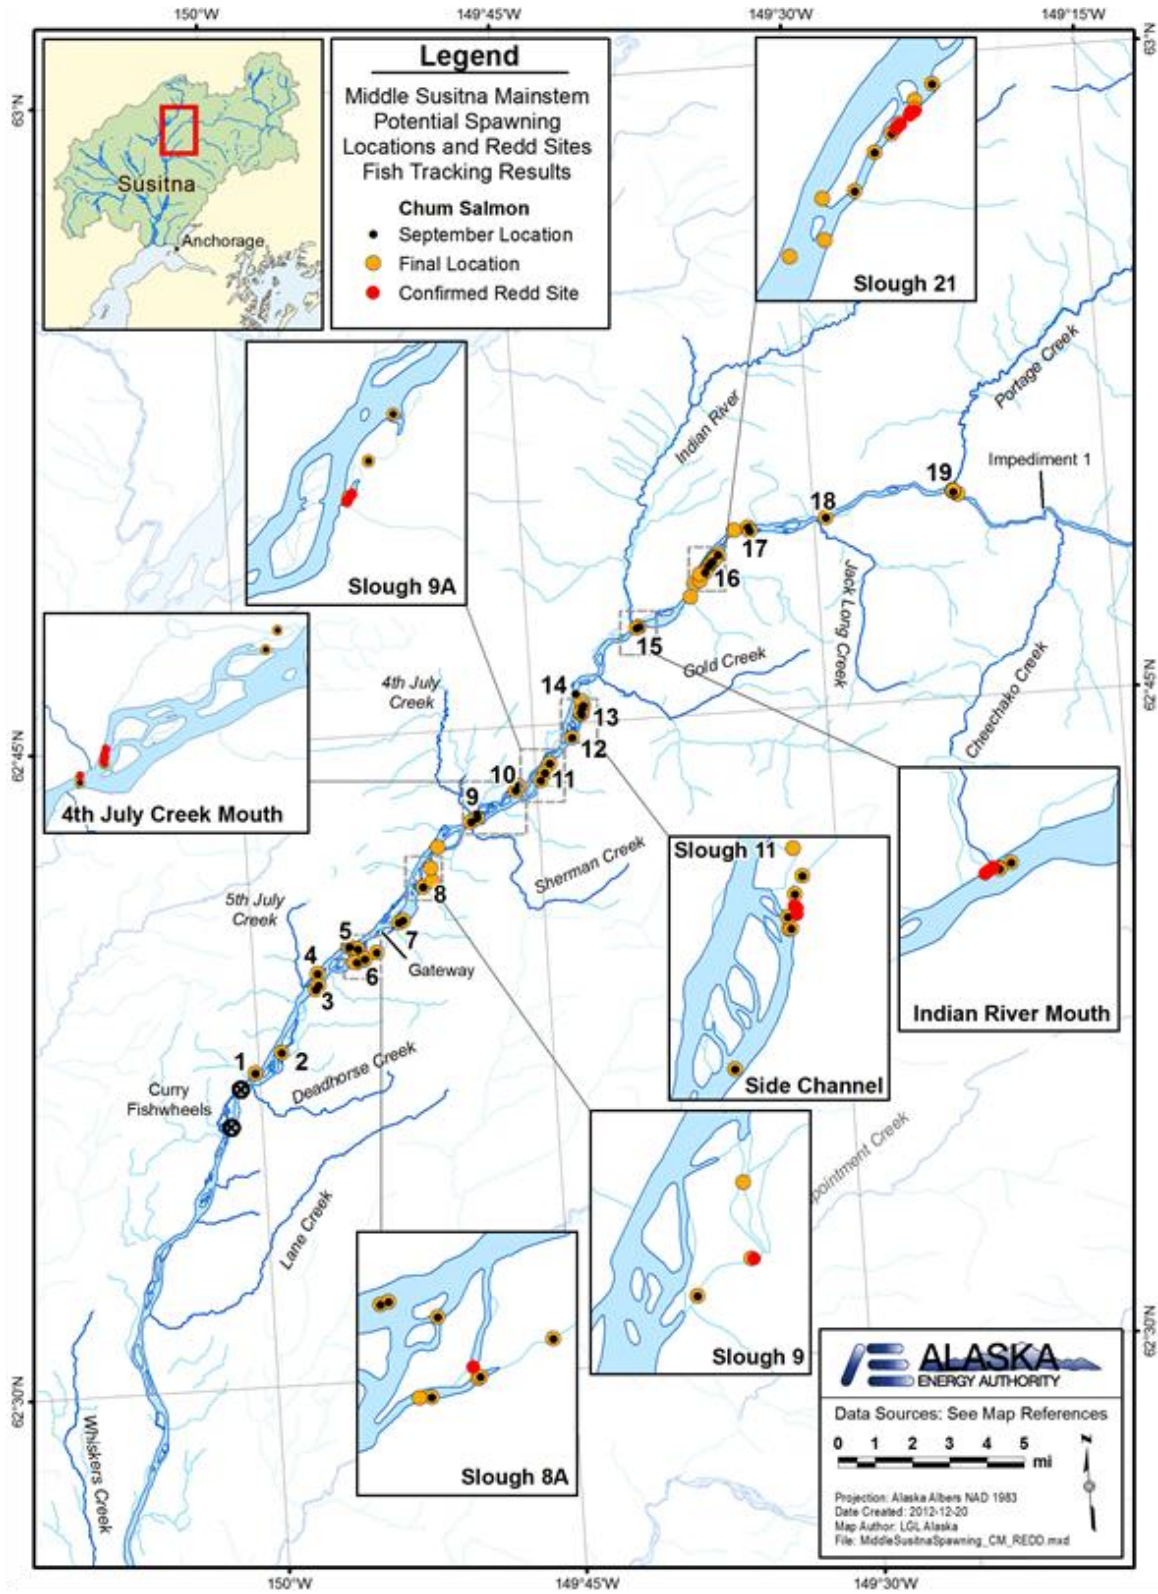 150°W
149°45'W
149°30'W
149°15'W
63°N
63°N
Legend
Middle Susitna Mainstem
Potential Spawning
Locations and Redd Sites
Fish Tracking Results
Chum Salmon
September Location
Final Location
Confirmed Redd Site
Susitna
Anchorage
Slough 21
Portage Creek
Indian River
Impediment 1
Slough 9A
19
18
17
16
Jack Long Creek
15
Gold Creek
Cheechako Creek
4th July
Creek
14
13
12
62°45'N
62°45'N
11
10
4th July Creek Mouth
9
Sherman Creek
Slough 11
8
5th July
Creek
7
5
6
Gateway
4
3
Indian River Mouth
Side Channel
1
2
Deadhorse Creek
Curry
Fishwheels
ppointment Creek
Lane Creek
Slough 9
Slough 8A
62°30'N
62°30'N
Whiskers Creek
ALASKA
ENERGY AUTHORITY
Data Sources: See Map References
0 1 2 3 4 5
mi
N
Projection: Alaska Albers NAD 1983
Date Created: 2012-12-20
Map Author: LGL Alaska
File: MiddleSusitnaSpawning_CM_REDD.mxd
150°W
149°45'W
149°30'W